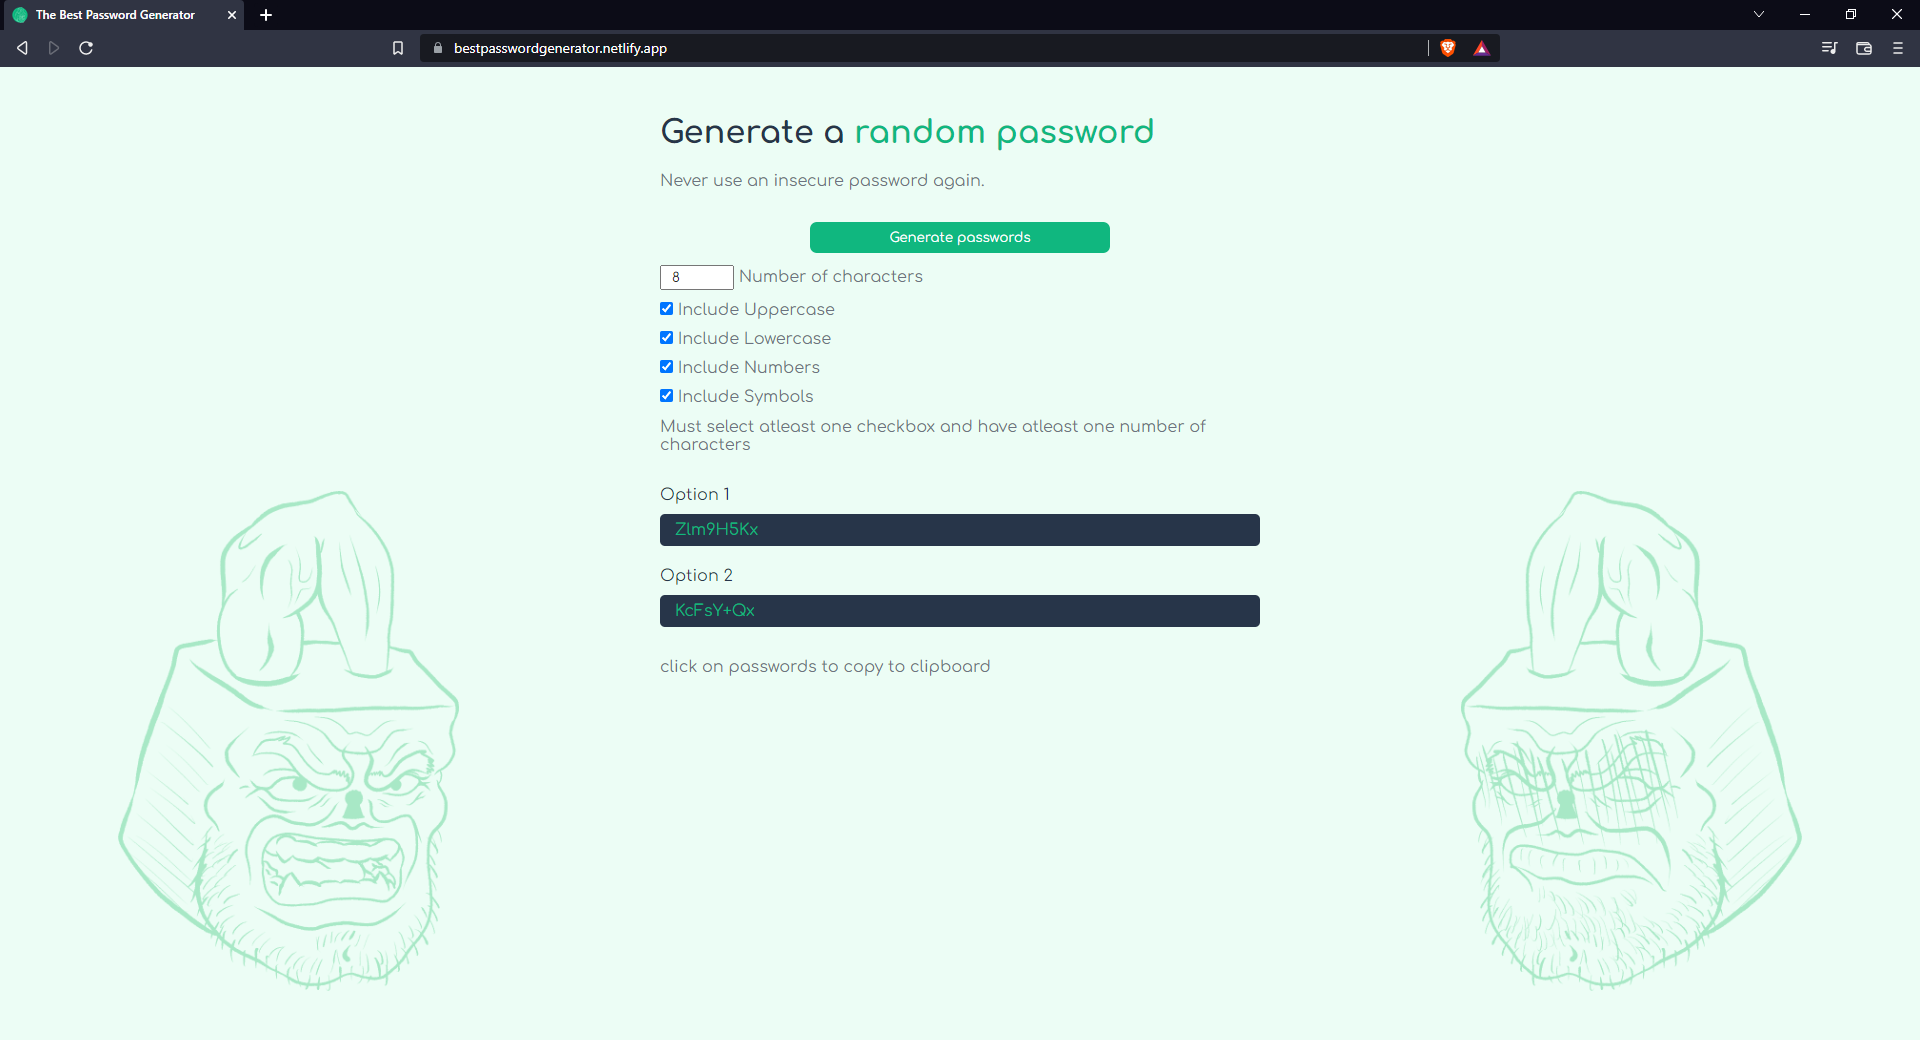 The Best Password Generator
bestpasswordgenerator.netlify.app
Generate a random password
Never use an insecure password again.
Generate passwords
8 Number of characters
Include Uppercase
Include Lowercase
Include Numbers
Include Symbols
Must select atleast one checkbox and have atleast one number of
characters
Option 1
Zlm9H5Kx
Option 2
KcFsY+Qx
click on passwords to copy to clipboard